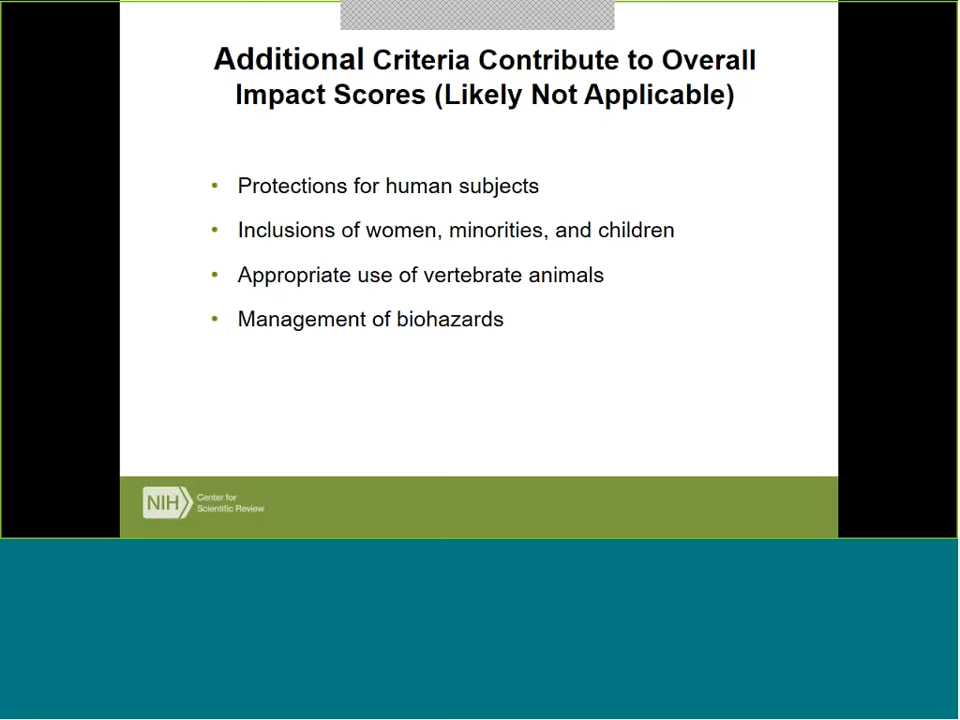 Additional Criteria Contribute to Overall
Impact Scores (Likely Not Applicable)
• Protections for human subjects
• Inclusions of women, minorities, and children
• Appropriate use of vertebrate animals
• Management of biohazards
NIH
Center for
Scientific Review